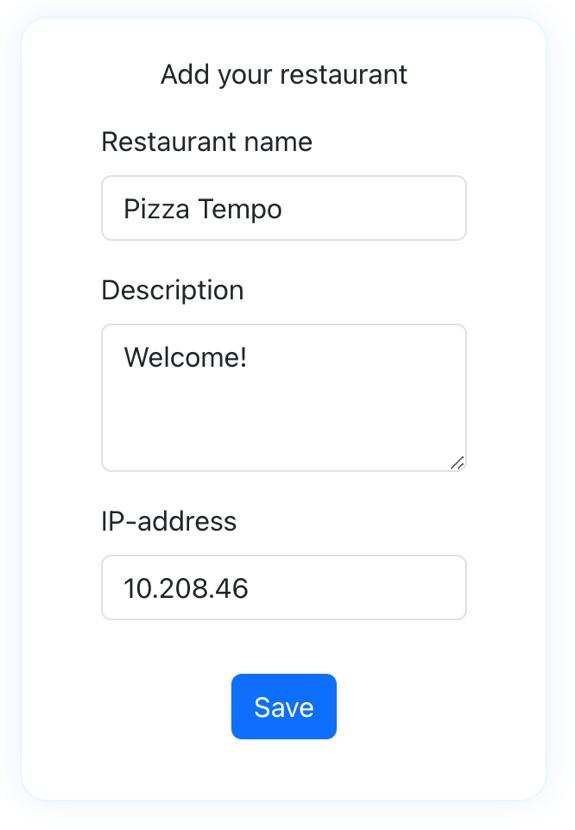 Add your restaurant
Restaurant name
Pizza Tempo
Description
Welcome!
IP-address
10.208.46
Save